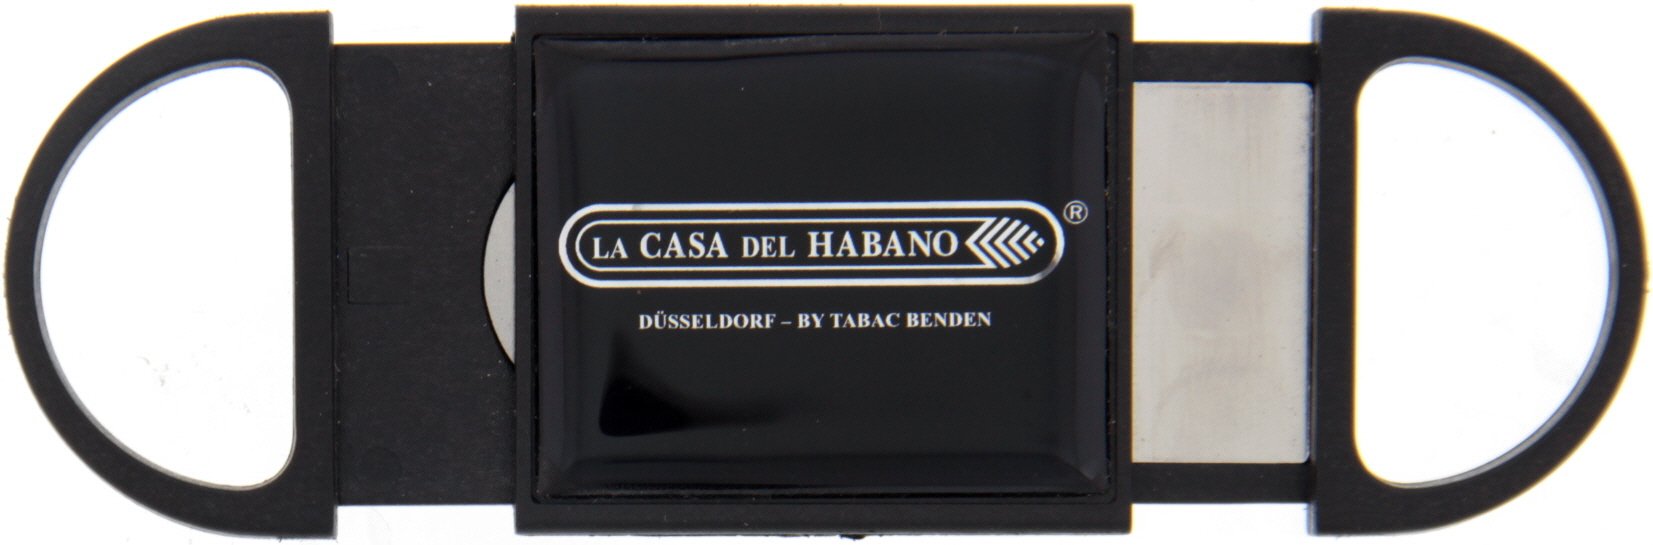 LA CASA DEL HABANO ®
DÜSSELDORF – BY TABAC BENDEN